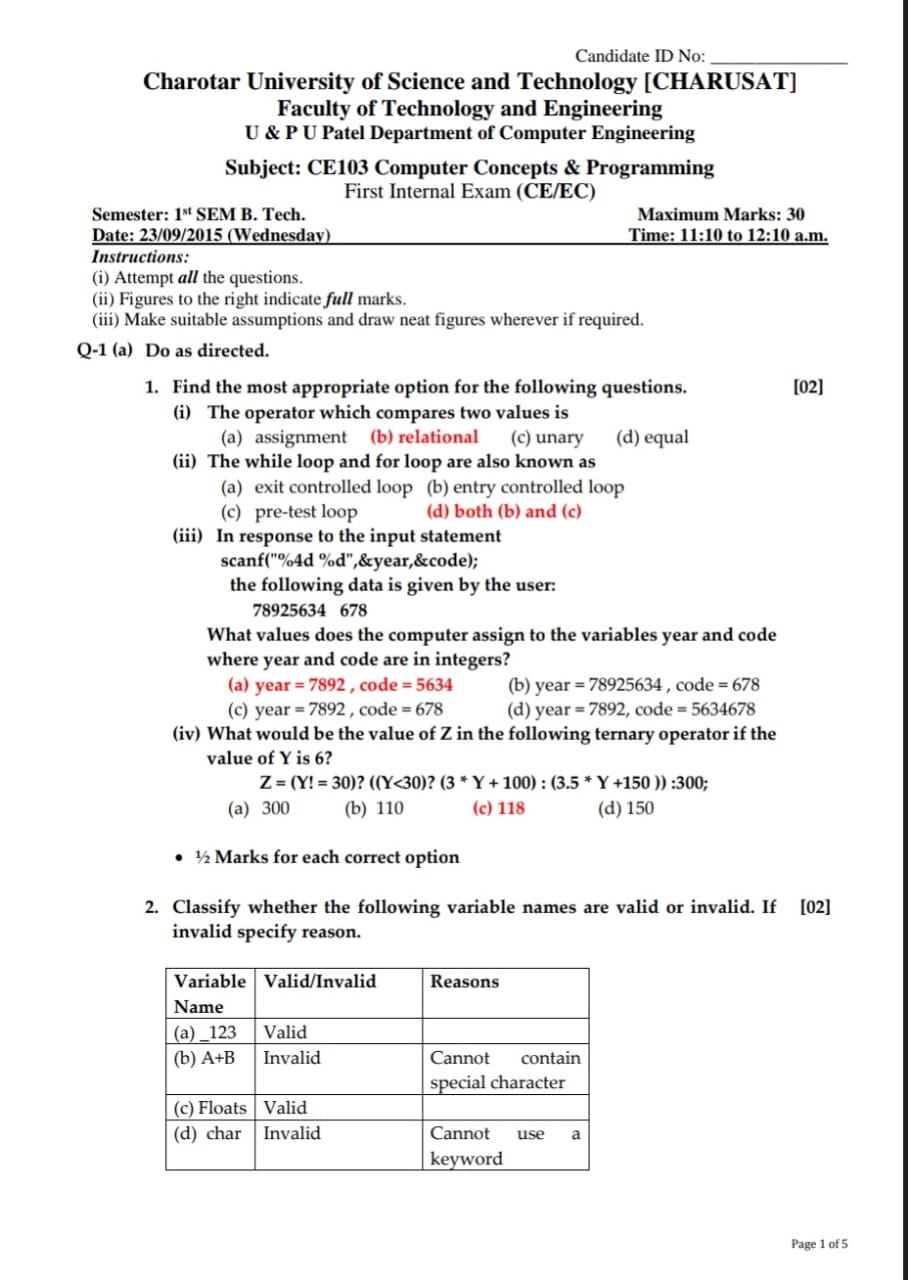 Candidate ID No: _______________
Charotar University of Science and Technology [CHARUSAT]
Faculty of Technology and Engineering
U & P U Patel Department of Computer Engineering
Subject: CE103 Computer Concepts & Programming
First Internal Exam (CE/EC)
Semester: 1st SEM B. Tech. Maximum Marks: 30
Date: 23/09/2015 (Wednesday) Time: 11:10 to 12:10 a.m.
Instructions:
(i) Attempt all the questions.
(ii) Figures to the right indicate full marks.
(iii) Make suitable assumptions and draw neat figures wherever if required.
Q-1 (a) Do as directed.
1. Find the most appropriate option for the following questions. [02]
(i) The operator which compares two values is
(a) assignment (b) relational (c) unary (d) equal
(ii) The while loop and for loop are also known as
(a) exit controlled loop (b) entry controlled loop
(c) pre-test loop (d) both (b) and (c)
(iii) In response to the input statement
scanf("%4d %d",&year,&code);
the following data is given by the user:
78925634 678
What values does the computer assign to the variables year and code
where year and code are in integers?
(a) year = 7892 , code = 5634 (b) year = 78925634 , code = 678
(c) year = 7892 , code = 678 (d) year = 7892, code = 5634678
(iv) What would be the value of Z in the following ternary operator if the
value of Y is 6?
Z = (Y! = 30)? ((Y<30)? (3 * Y + 100) : (3.5 * Y +150 )) :300;
(a) 300 (b) 110 (c) 118 (d) 150
• ½ Marks for each correct option
2. Classify whether the following variable names are valid or invalid. If [02]
invalid specify reason.
Variable Valid/Invalid Reasons
Name
(a) _123 Valid
(b) A+B Invalid Cannot contain
special character
(c) Floats Valid
(d) char Invalid Cannot use a
keyword
Page 1 of 5